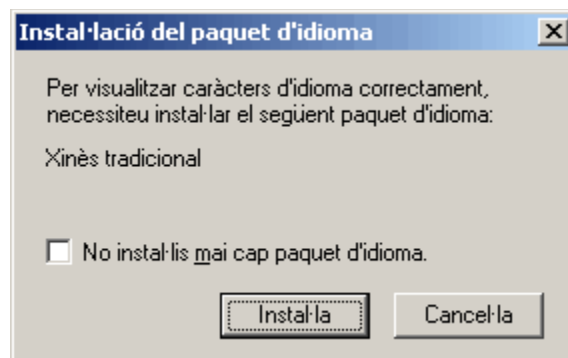 Instal·lació del paquet d'idioma
Per visualitzar caràcters d'idioma correctament,
necessiteu instal·lar el següent paquet d'idioma:
Xinès tradicional
No instal·lis mai cap paquet d'idioma.
Instal·la
Cancel·la